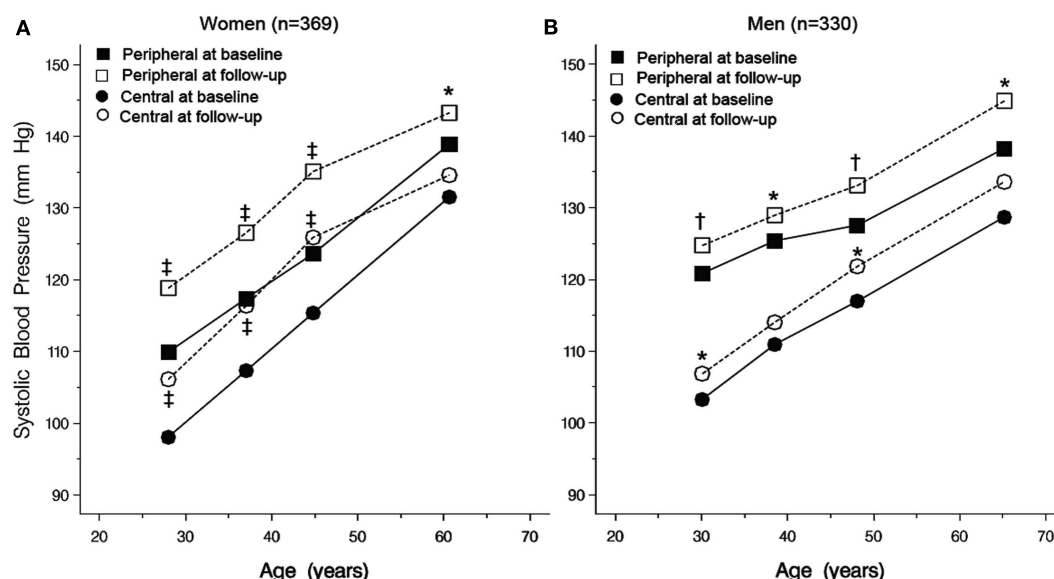 A
Women (n=369)
Peripheral at baseline
Peripheral at follow-up
Central at baseline
Central at follow-up
Systolic Blood Pressure (mm Hg)
150
140
130
120
110
100
90
20
30
40
50
60
70
Age (years)
‡
‡
‡
*
‡
‡
‡
B
Men (n=330)
Peripheral at baseline
Peripheral at follow-up
Central at baseline
Central at follow-up
150
140
130
120
110
100
90
20
30
40
50
60
70
Age (years)
†
*
†
*
*
*